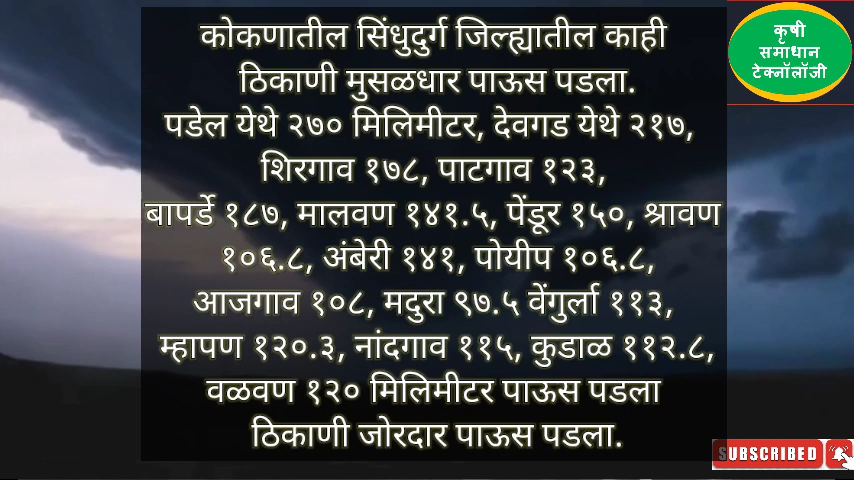 कोकणातील सिंधुदुर्ग जिल्ह्यातील काही
ठिकाणी मुसळधार पाऊस पडला.
पडेल येथे २७० मिलिमीटर, देवगड येथे २१७,
शिरगाव १७८, पाटगाव १२३,
बापर्डे १८७, मालवण १४१.५, पेंडूर १५०, श्रावण
१०६.८, अंबेरी १४१, पोयीप १०६.८,
आजगाव १०८, मदुरा ९७.५ वेंगुर्ला ११३,
म्हापण १२०.३, नांदगाव ११५, कुडाळ ११२.८,
वळवण १२० मिलिमीटर पाऊस पडला
ठिकाणी जोरदार पाऊस पडला.
कृषी
समाधान
टेक्नॉलॉजी
SUBSCRIBED